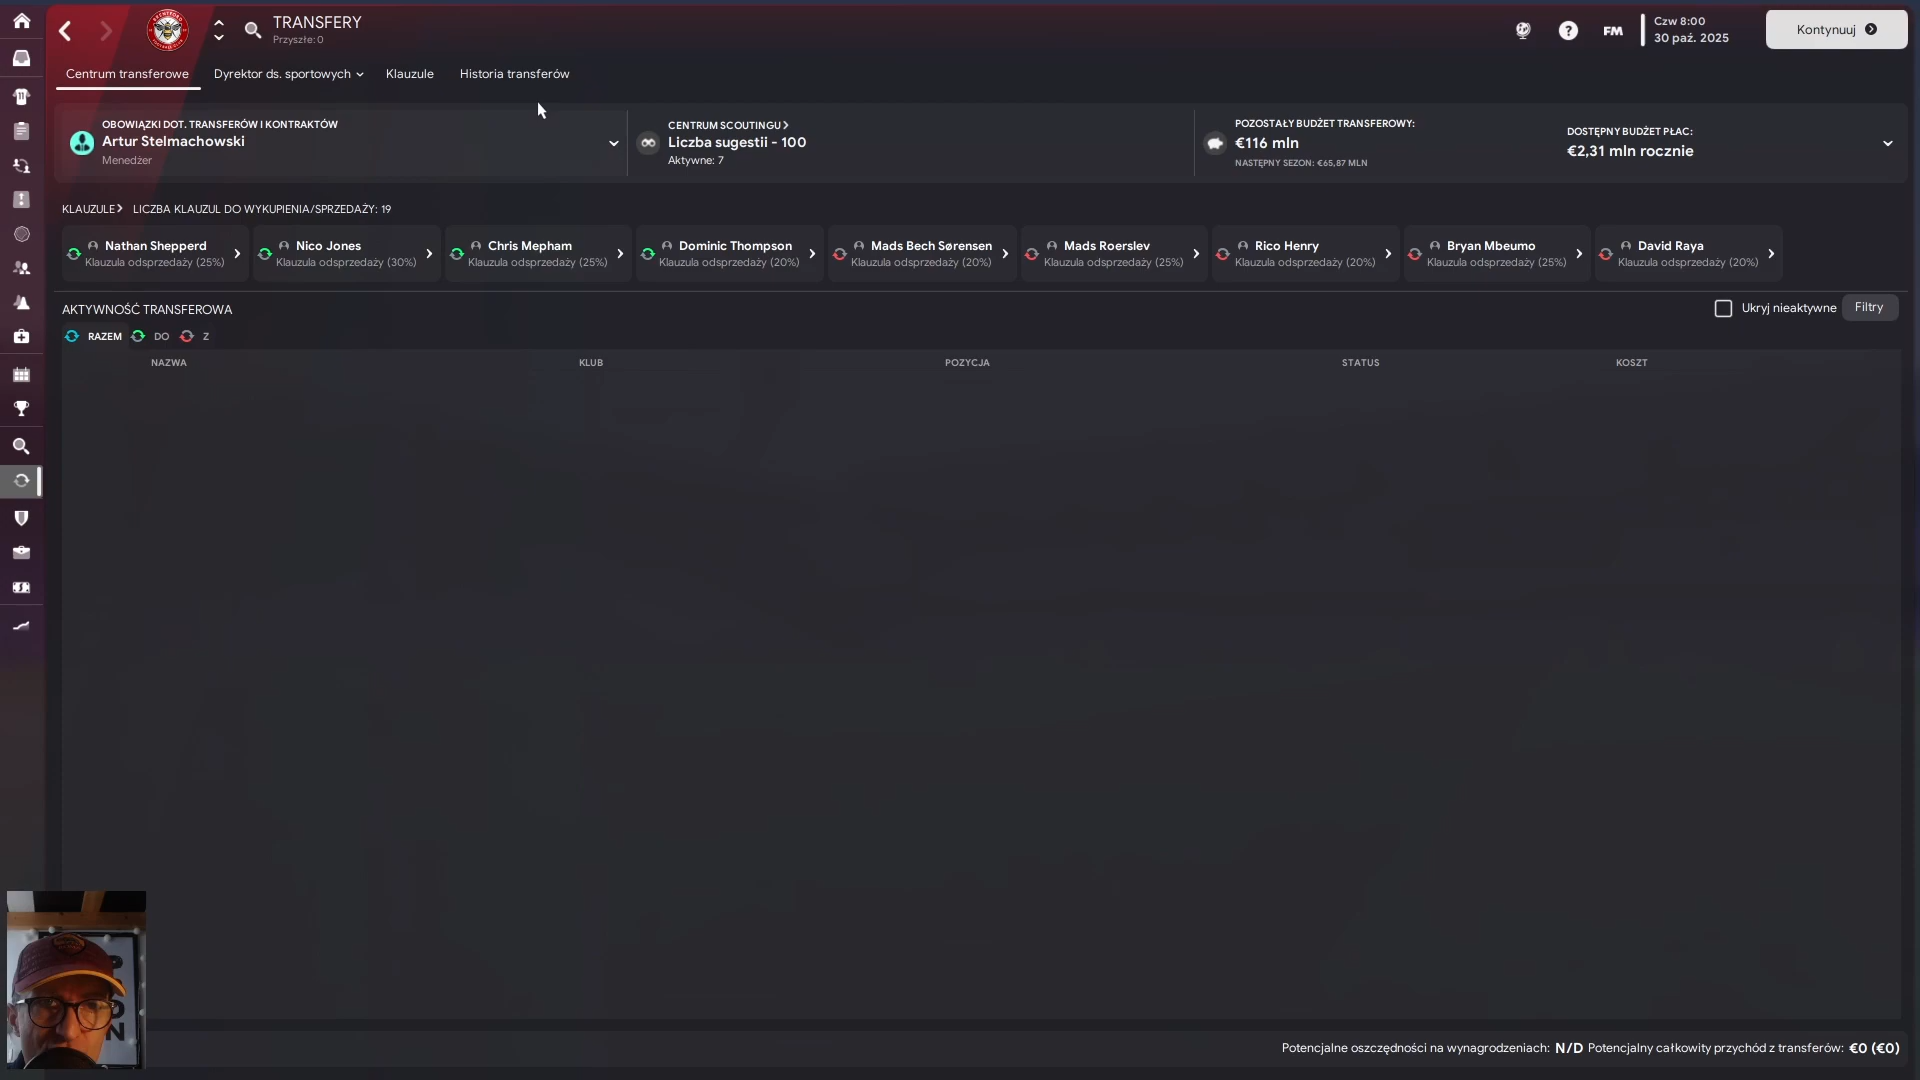 TRANSFERY
Przyszłe: 0
FM
Czw 8:00
30 paź. 2025
Kontynuuj
Centrum transferowe
Dyrektor ds. sportowych
Klauzule
Historia transferów
OBOWIĄZKI DOT. TRANSFERÓW I KONTRAKTÓW
Artur Stelmachowski
Menedżer
CENTRUM SCOUTINGU
Liczba sugestii - 100
Aktywne: 7
POZOSTAŁY BUDŻET TRANSFEROWY:
€116 mln
NASTĘPNY SEZON: €65,87 MLN
DOSTĘPNY BUDŻET PŁAC:
€2,31 mln rocznie
KLAUZULE
LICZBA KLAUZUL DO WYKUPIENIA/SPRZEDAŻY: 19
Nathan Shepperd
Klauzula odsprzedaży (25%)
Nico Jones
Klauzula odsprzedaży (30%)
Chris Mepham
Klauzula odsprzedaży (25%)
Dominic Thompson
Klauzula odsprzedaży (20%)
Mads Bech Sørensen
Klauzula odsprzedaży (20%)
Mads Roerslev
Klauzula odsprzedaży (25%)
Rico Henry
Klauzula odsprzedaży (20%)
Bryan Mbeumo
Klauzula odsprzedaży (25%)
David Raya
Klauzula odsprzedaży (20%)
AKTYWNOŚĆ TRANSFEROWA
Ukryj nieaktywne
Filtry
RAZEM DO Z
NAZWA KLUB POZYCJA STATUS KOSZT
Potencjalne oszczędności na wynagrodzeniach: N/D Potencjalny całkowity przychód z transferów: €0 (€0)